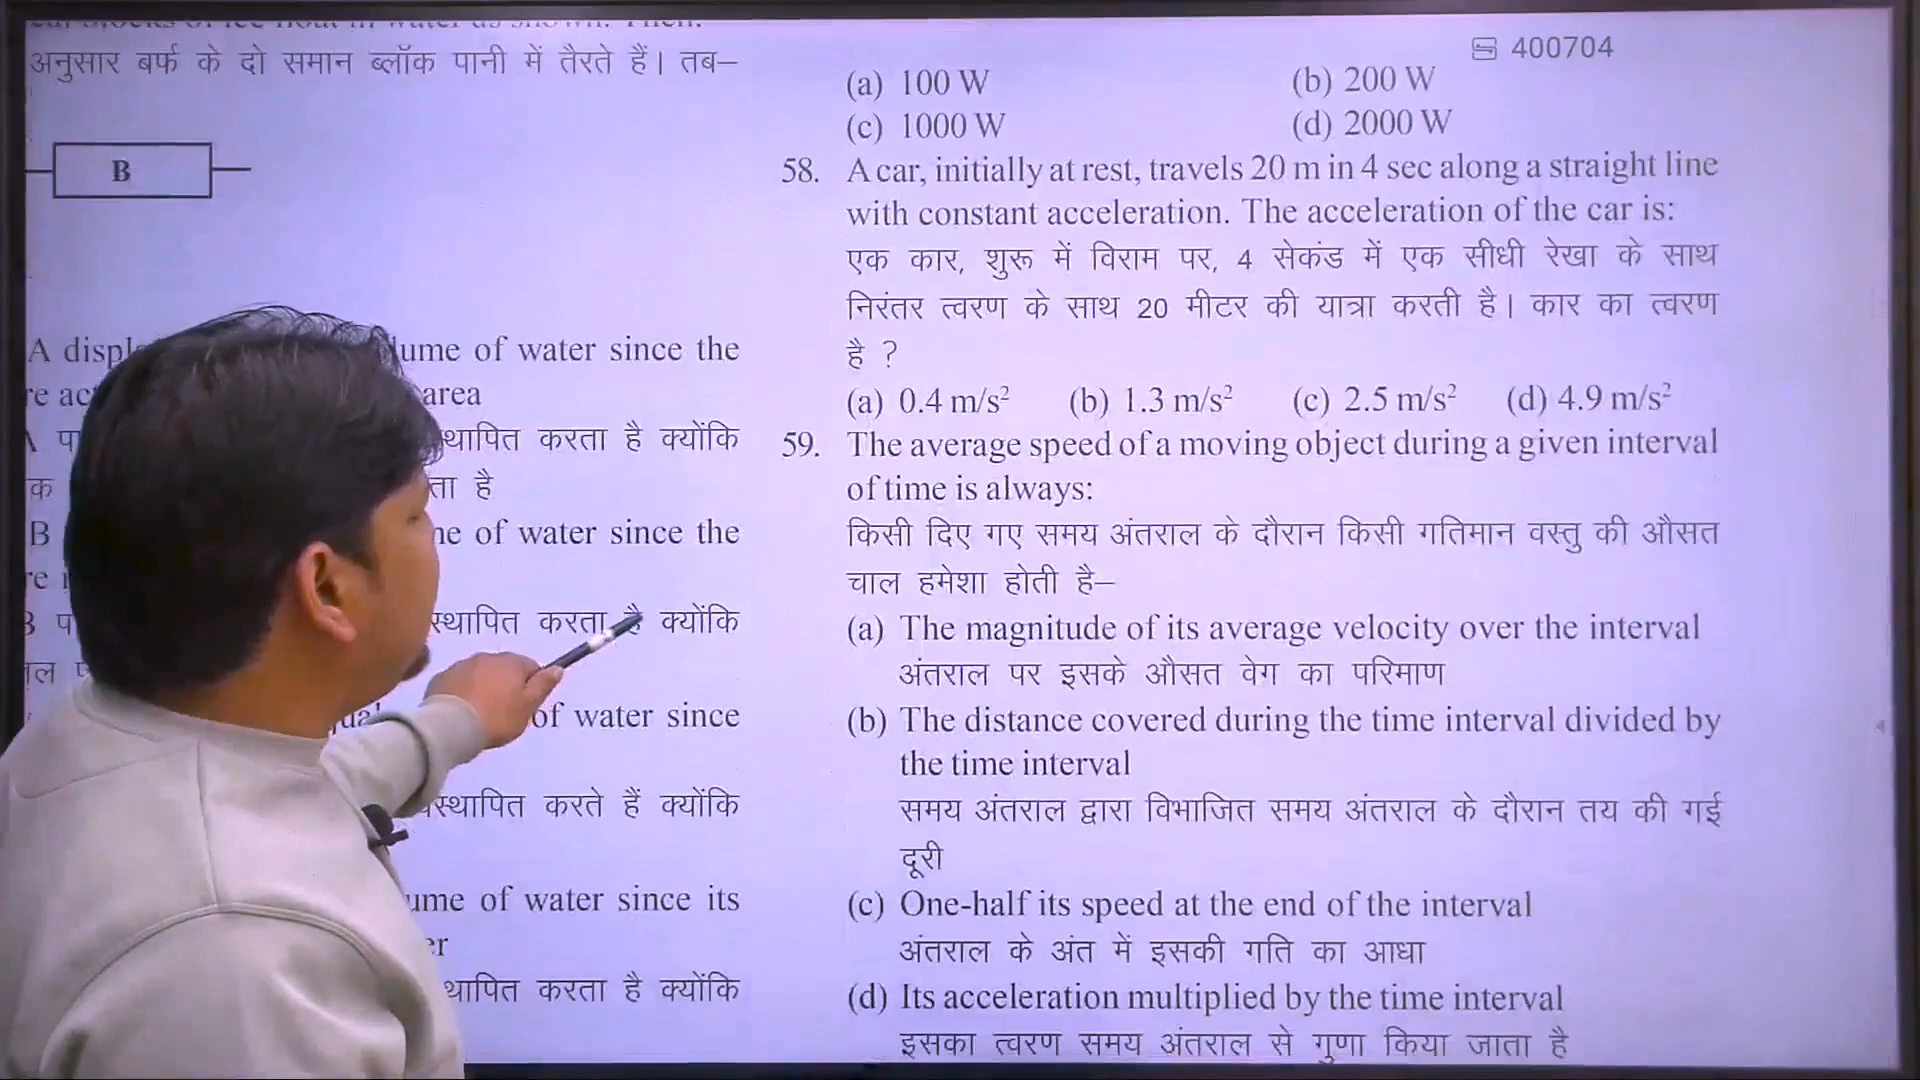 अनुसार बर्फ के दो समान ब्लॉक पानी में तैरते हैं। तब–
B
A lume of water since the
area
थापित करता है क्योंकि
ता है
B of water since the
स्थापित करता है क्योंकि
of water since
करते हैं क्योंकि
of water since its
थापित करता है क्योंकि
400704
(a) 100 W (b) 200 W
(c) 1000 W (d) 2000 W
58. A car, initially at rest, travels 20 m in 4 sec along a straight line
with constant acceleration. The acceleration of the car is:
एक कार, शुरू में विराम पर, 4 सेकंड में एक सीधी रेखा के साथ
निरंतर त्वरण के साथ 20 मीटर की यात्रा करती है। कार का त्वरण
है ?
(a) 0.4 m/s² (b) 1.3 m/s² (c) 2.5 m/s² (d) 4.9 m/s²
59. The average speed of a moving object during a given interval
of time is always:
किसी दिए गए समय अंतराल के दौरान किसी गतिमान वस्तु की औसत
चाल हमेशा होती है–
(a) The magnitude of its average velocity over the interval
अंतराल पर इसके औसत वेग का परिमाण
(b) The distance covered during the time interval divided by
the time interval
समय अंतराल द्वारा विभाजित समय अंतराल के दौरान तय की गई
दूरी
(c) One-half its speed at the end of the interval
अंतराल के अंत में इसकी गति का आधा
(d) Its acceleration multiplied by the time interval
इसका त्वरण समय अंतराल से गुणा किया जाता है